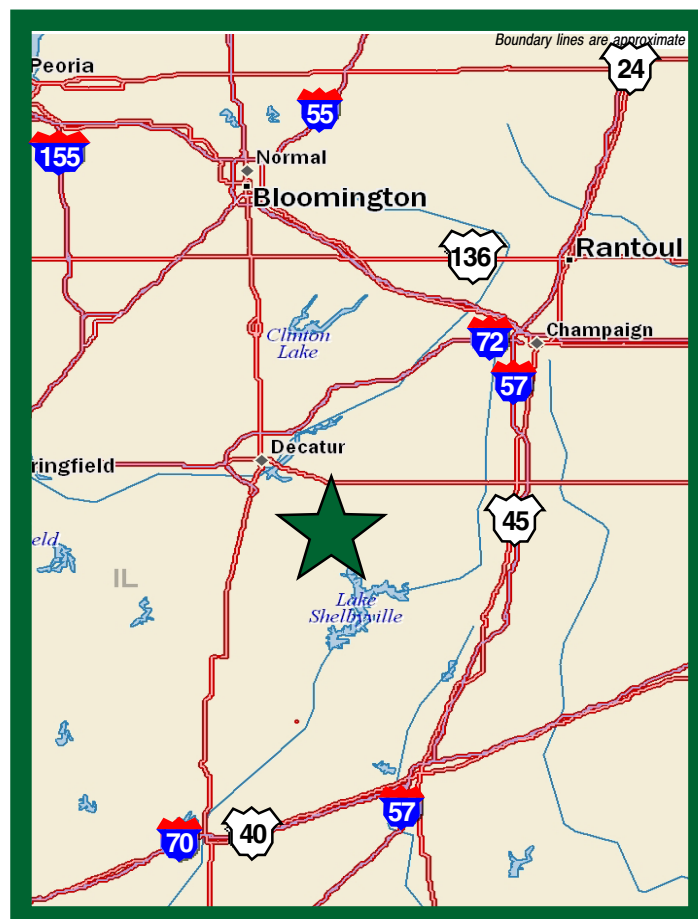 Boundary lines are approximate
Peoria
24
55
155
Normal
Bloomington
136
Rantoul
Clinton
Lake
72
Champaign
57
Decatur
ringfield
45
eld
IL
Lake
Shelbyville
57
70
40